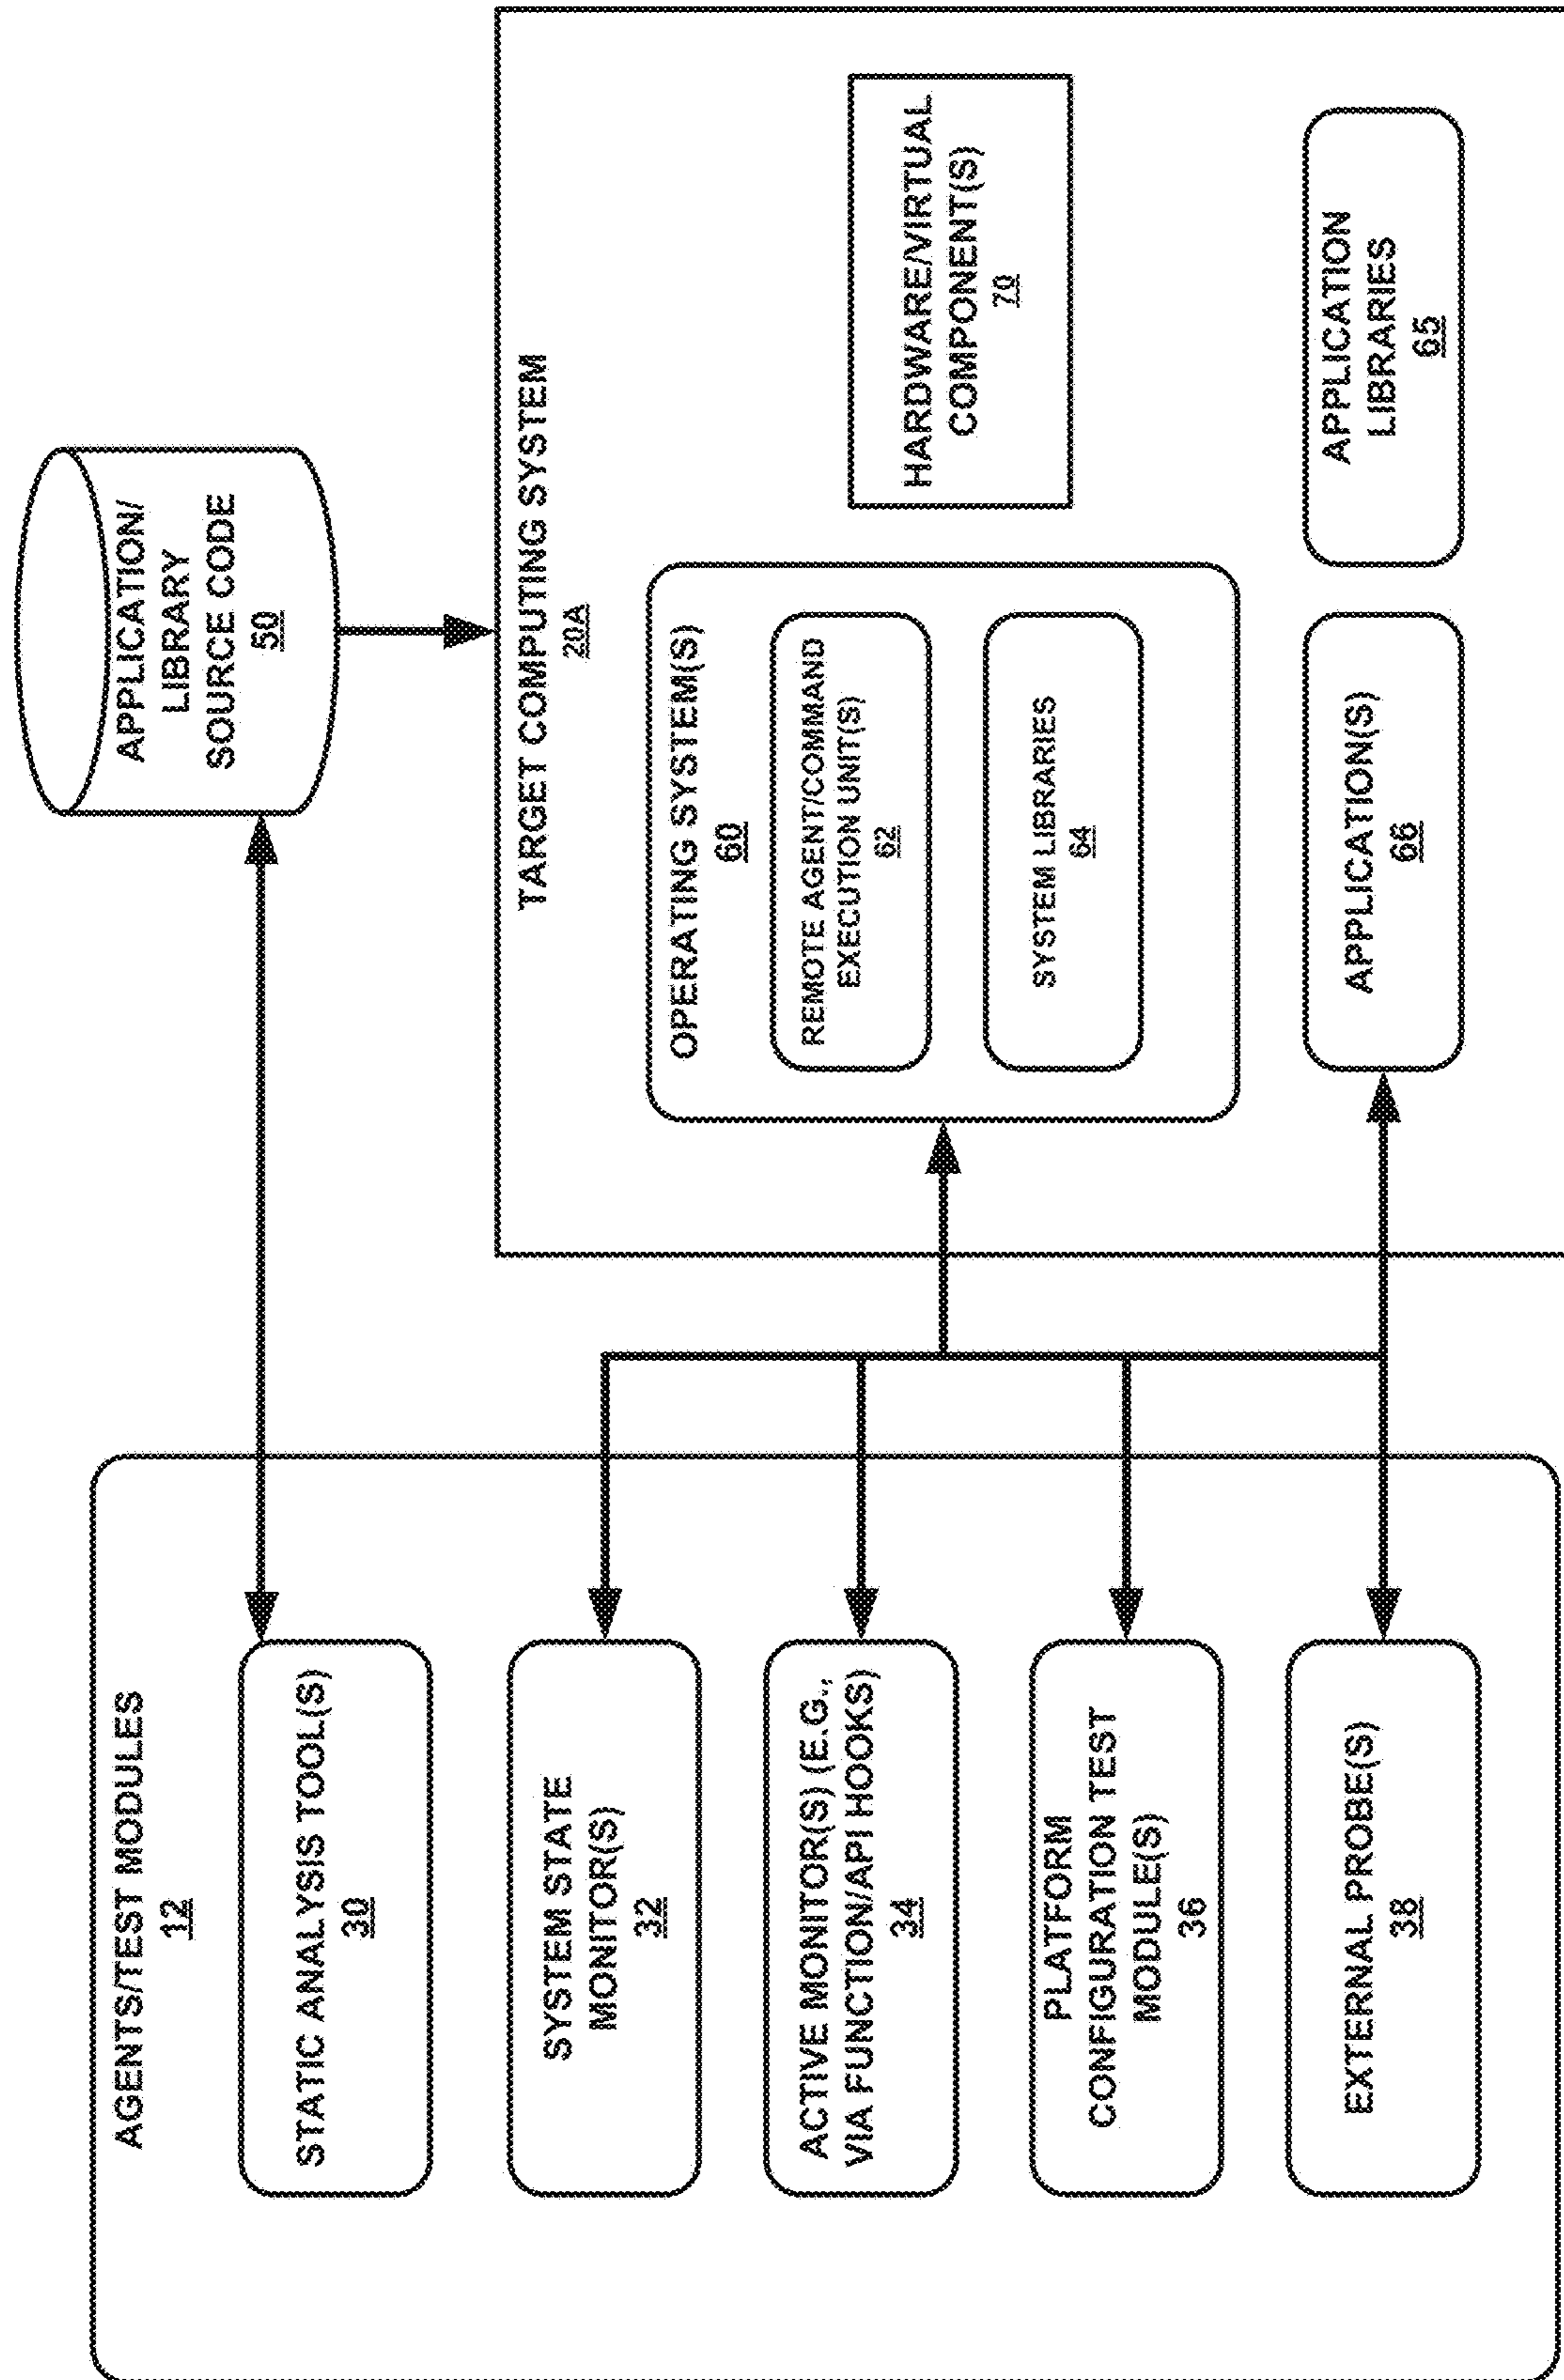 AGENTS/TEST MODULES
12
STATIC ANALYSIS TOOL(S)
30
SYSTEM STATE
MONITOR(S)
32
ACTIVE MONITOR(S) (E.G.,
VIA FUNCTION/API HOOKS)
34
PLATFORM
CONFIGURATION TEST
MODULE(S)
36
EXTERNAL PROBE(S)
38
APPLICATION/
LIBRARY
SOURCE CODE
50
TARGET COMPUTING SYSTEM
20A
OPERATING SYSTEM(S)
60
REMOTE AGENT/COMMAND
EXECUTION UNIT(S)
62
SYSTEM LIBRARIES
64
HARDWARE/VIRTUAL
COMPONENT(S)
70
APPLICATION(S)
66
APPLICATION
LIBRARIES
65